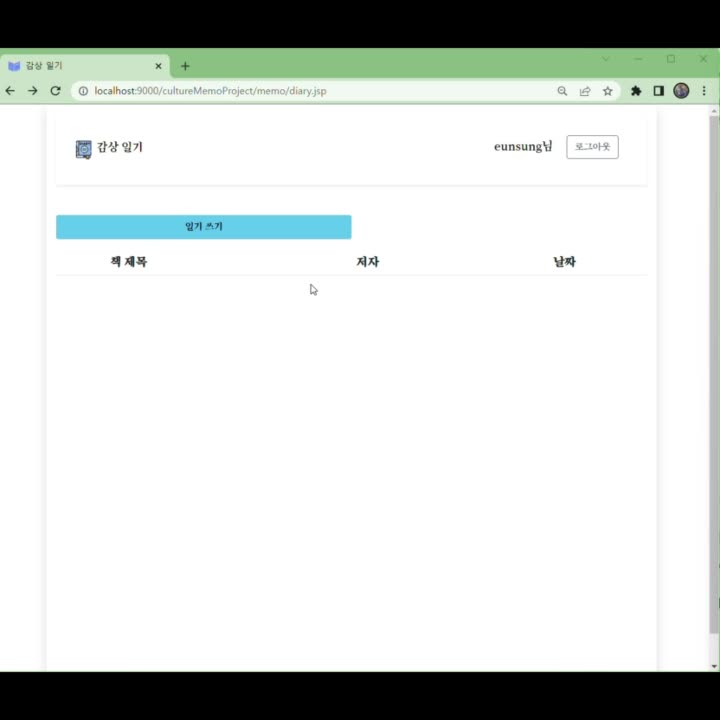 감상 일기
localhost:9000/cultureMemoProject/memo/diary.jsp
감상 일기
eunsung님
로그아웃
일기 쓰기
책 제목
저자
날짜